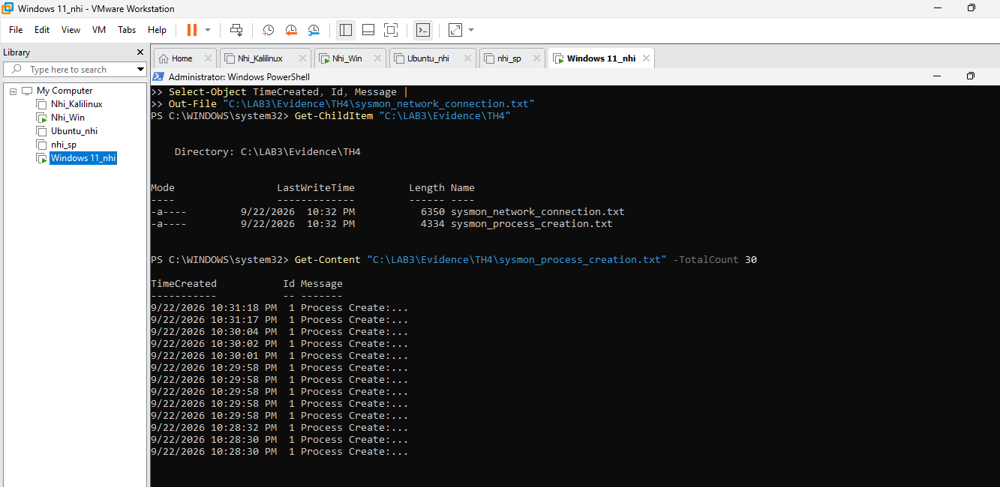 Windows 11_nhi - VMware Workstation
File Edit View VM Tabs Help
Library
Type here to search
My Computer
Nhi_Kalilinux
Nhi_Win
Ubuntu_nhi
nhi_sp
Windows 11_nhi
Home Nhi_Kalilinux Nhi_Win Ubuntu_nhi nhi_sp Windows 11_nhi
Administrator: Windows PowerShell
>> Select-Object TimeCreated, Id, Message |
>> Out-File "C:\LAB3\Evidence\TH4\sysmon_network_connection.txt"
PS C:\WINDOWS\system32> Get-ChildItem "C:\LAB3\Evidence\TH4"
Directory: C:\LAB3\Evidence\TH4
Mode LastWriteTime Length Name
---- ------------- ------ ----
-a---- 9/22/2026 10:32 PM 6350 sysmon_network_connection.txt
-a---- 9/22/2026 10:32 PM 4334 sysmon_process_creation.txt
PS C:\WINDOWS\system32> Get-Content "C:\LAB3\Evidence\TH4\sysmon_process_creation.txt" -TotalCount 30
TimeCreated Id Message
----------- -- -------
9/22/2026 10:31:18 PM 1 Process Create:...
9/22/2026 10:31:17 PM 1 Process Create:...
9/22/2026 10:30:04 PM 1 Process Create:...
9/22/2026 10:30:02 PM 1 Process Create:...
9/22/2026 10:30:01 PM 1 Process Create:...
9/22/2026 10:29:58 PM 1 Process Create:...
9/22/2026 10:29:58 PM 1 Process Create:...
9/22/2026 10:29:58 PM 1 Process Create:...
9/22/2026 10:29:58 PM 1 Process Create:...
9/22/2026 10:29:58 PM 1 Process Create:...
9/22/2026 10:28:32 PM 1 Process Create:...
9/22/2026 10:28:30 PM 1 Process Create:...
9/22/2026 10:28:30 PM 1 Process Create:...